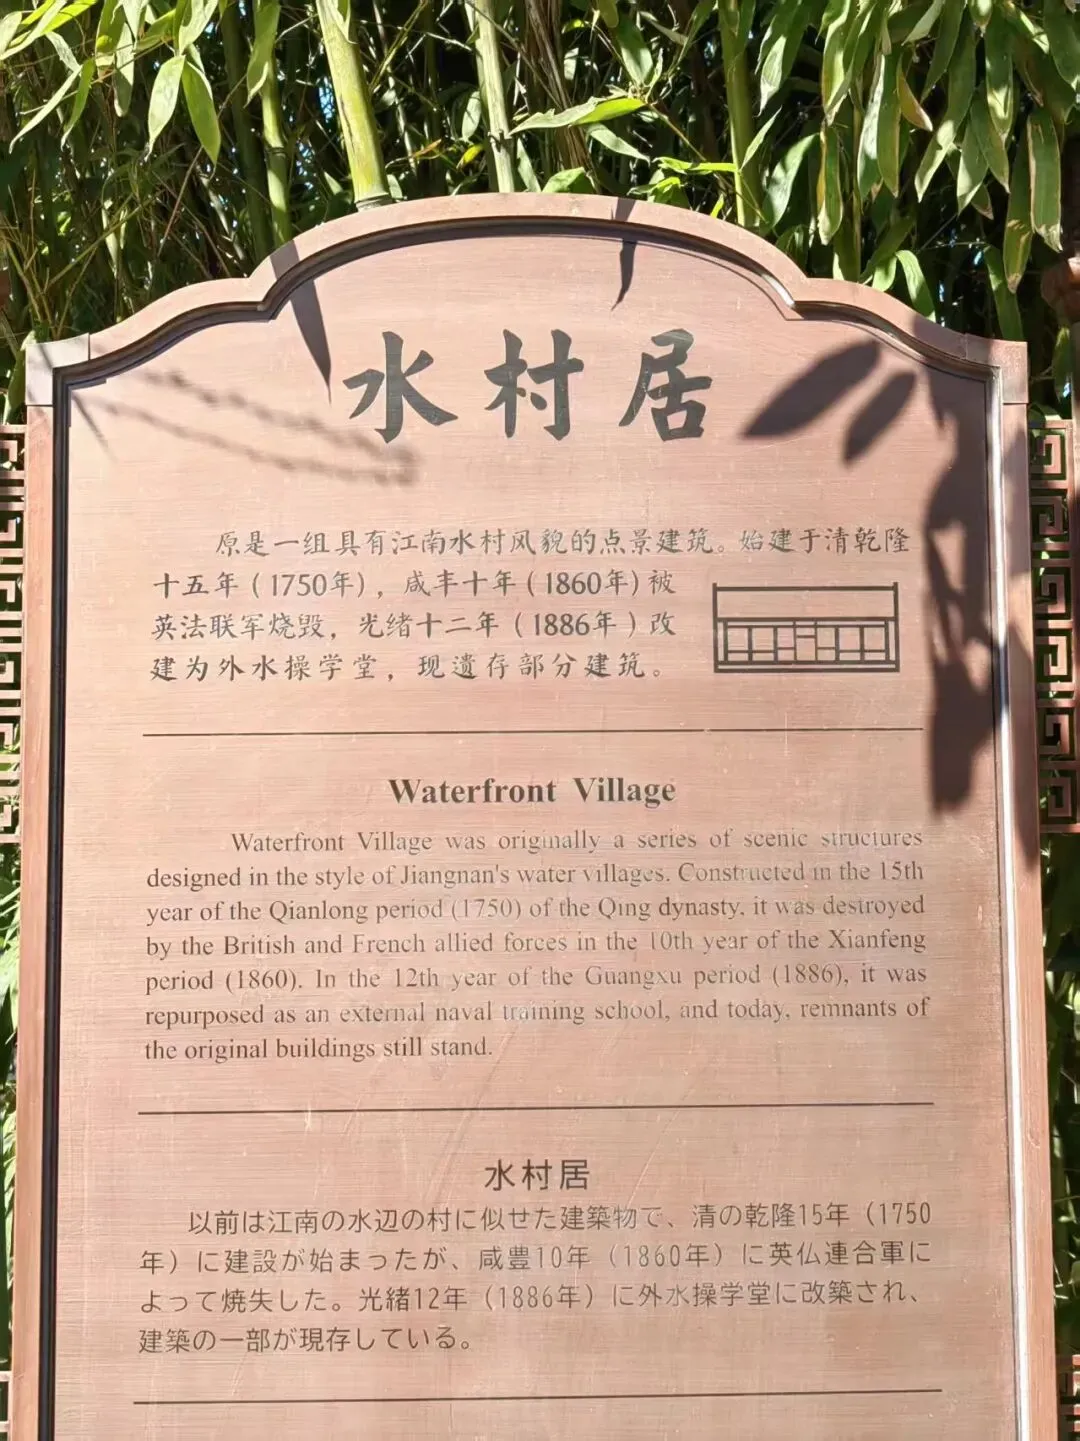 水村居
原是一组具有江南水村风貌的点景建筑。始建于清乾隆
十五年（1750年），咸丰十年（1860年）被
英法联军烧毁，光绪十二年（1886年）改
建为外水操学堂，现遗存部分建筑。
Waterfront Village
Waterfront Village was originally a series of scenic structures
designed in the style of Jiangnan's water villages. Constructed in the 15th
year of the Qianlong period (1750) of the Qing dynasty, it was destroyed
by the British and French allied forces in the 10th year of the Xianfeng
period (1860). In the 12th year of the Guangxu period (1886), it was
repurposed as an external naval training school, and today, remnants of
the original buildings still stand.
水村居
以前は江南の水辺の村に似せた建築物で、清の乾隆15年（1750
年）に建設が始まったが、咸豊10年（1860年）に英仏連合軍に
よって焼失した。光緒12年（1886年）に外水操学堂に改築され、
建築の一部が現存している。